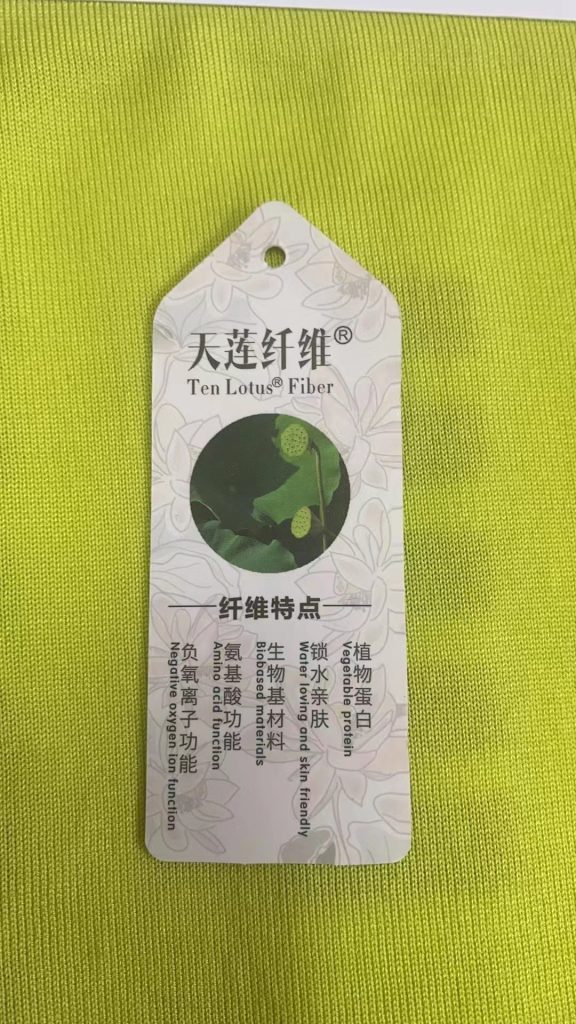 天莲纤维®
Ten Lotus® Fiber
纤维特点
植物蛋白
Vegetable protein
锁水亲肤
Water loving and skin friendly
生物基材料
Biobased materials
氨基酸功能
Amino acid function
负氧离子功能
Negative oxygen ion function